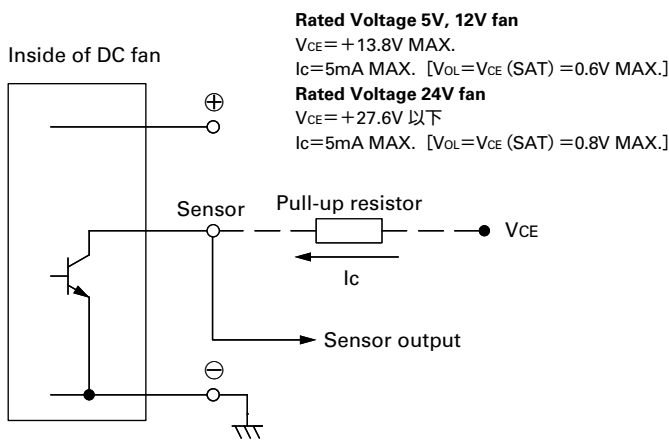 Rated Voltage 5V, 12V fan
VCE=+13.8V MAX.
Ic=5mA MAX. [VOL=VCE (SAT) =0.6V MAX.]
Rated Voltage 24V fan
VCE=+27.6V 以下
Ic=5mA MAX. [VOL=VCE (SAT) =0.8V MAX.]
Inside of DC fan
⊕
Sensor
Pull-up resistor
VCE
Ic
Sensor output
⊖